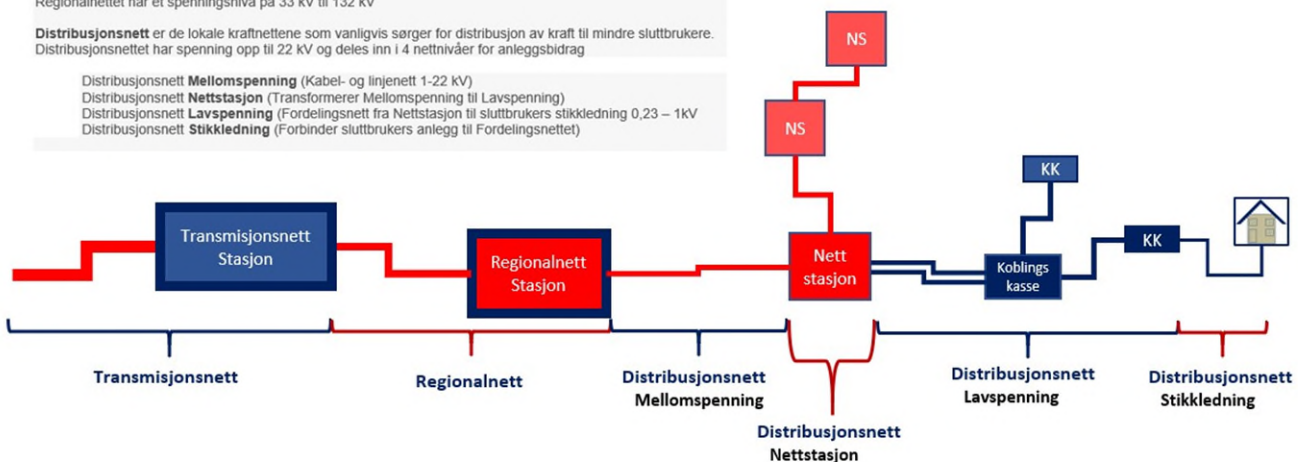 Regionalnettet har et spenningsnivå på 33 kV til 132 kV
Distribusjonsnett er de lokale kraftnettene som vanligvis sørger for distribusjon av kraft til mindre sluttbrukere.
Distribusjonsnettet har spenning opp til 22 kV og deles inn i 4 nettnivåer for anleggsbidrag
Distribusjonsnett Mellomspenning (Kabel- og linjenett 1-22 kV)
Distribusjonsnett Nettstasjon (Transformerer Mellomspenning til Lavspenning)
Distribusjonsnett Lavspenning (Fordelingsnett fra Nettstasjon til sluttbrukers stikkledning 0,23 – 1kV
Distribusjonsnett Stikkledning (Forbinder sluttbrukers anlegg til Fordelingsnettet)
NS
NS
KK
Transmisjonsnett
Stasjon
Regionalnett
Stasjon
Nett
stasjon
Koblings
kasse
KK
Transmisjonsnett
Regionalnett
Distribusjonsnett
Mellomspenning
Distribusjonsnett
Nettstasjon
Distribusjonsnett
Lavspenning
Distribusjonsnett
Stikkledning